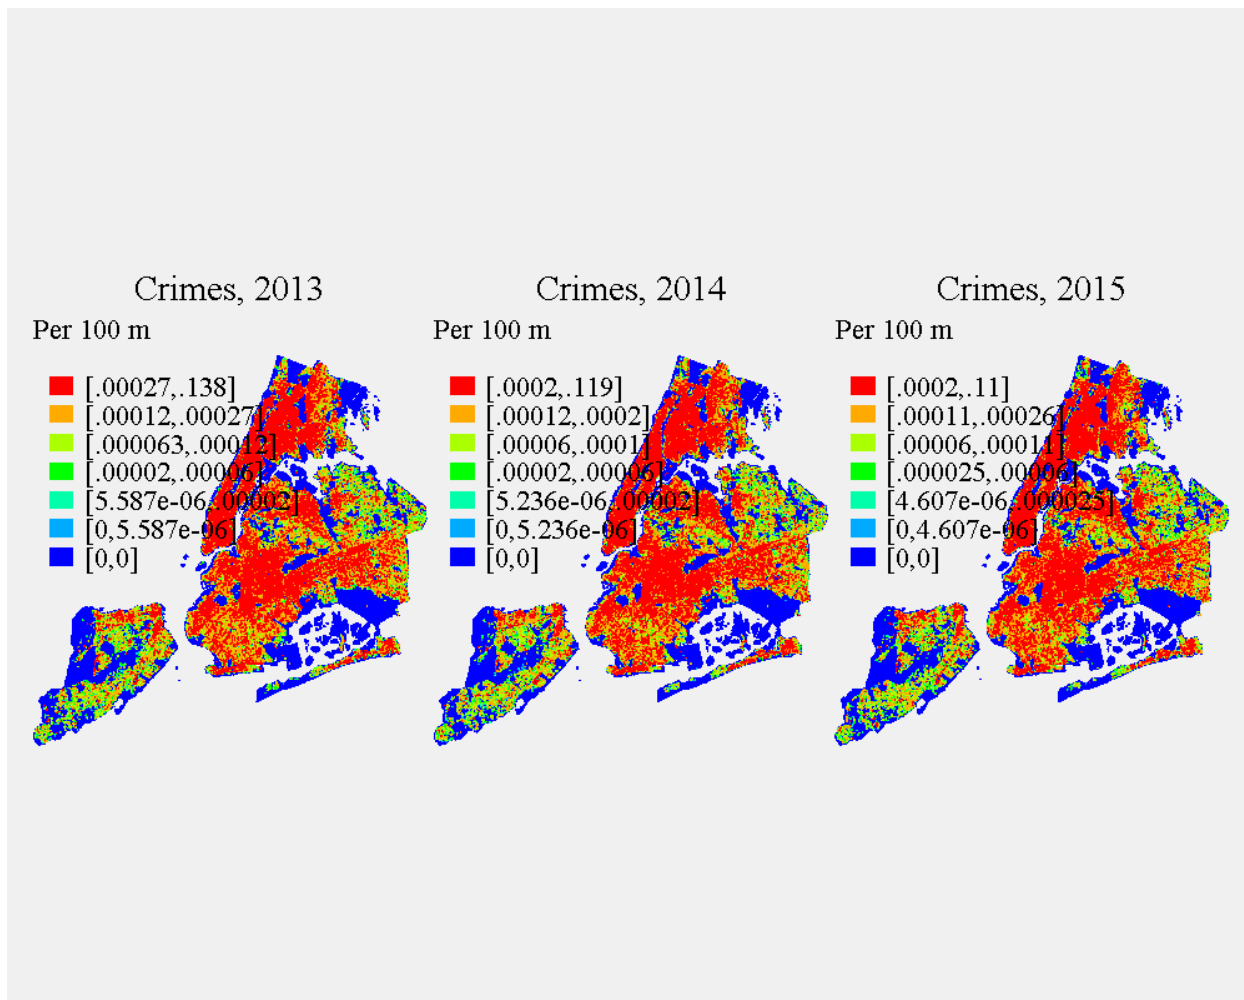 Crimes, 2013
Per 100 m
[.00027,.138]
[.00012,.00027]
[.000063,.00012]
[.00002,.00006]
[5.587e-06,.00002]
[0,5.587e-06]
[0,0]
Crimes, 2014
Per 100 m
[.0002,.119]
[.00012,.0002]
[.00006,.0001]
[.00002,.00006]
[5.236e-06,.00002]
[0,5.236e-06]
[0,0]
Crimes, 2015
Per 100 m
[.0002,.11]
[.00011,.00026]
[.00006,.00011]
[.000025,.00006]
[4.607e-06,.000025]
[0,4.607e-06]
[0,0]